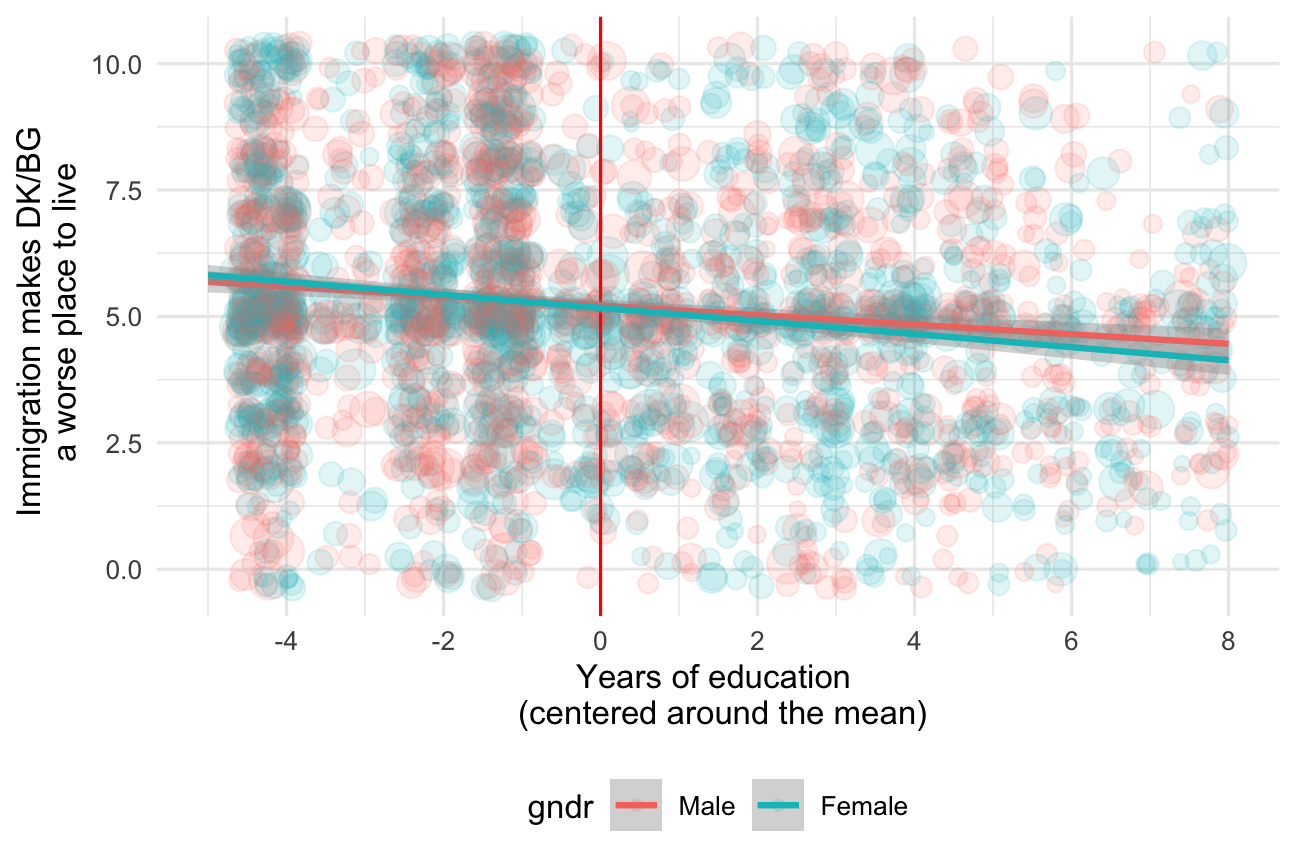 Immigration makes DK/BG
a worse place to live
10.0
7.5
5.0
2.5
0.0
-4 -2 0 2 4 6 8
Years of education
(centered around the mean)
gndr Male Female